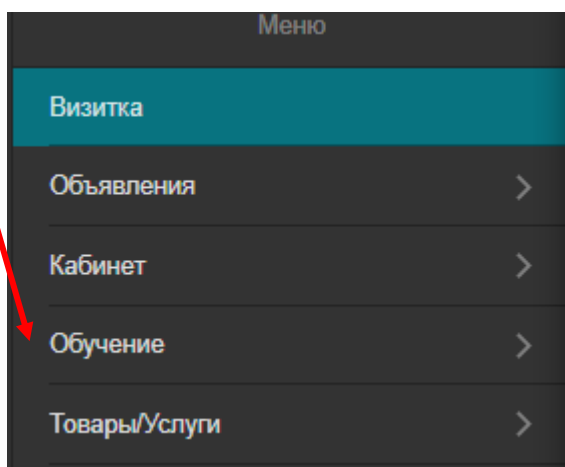 Меню
Визитка
Объявления
Кабинет
Обучение
Товары/Услуги